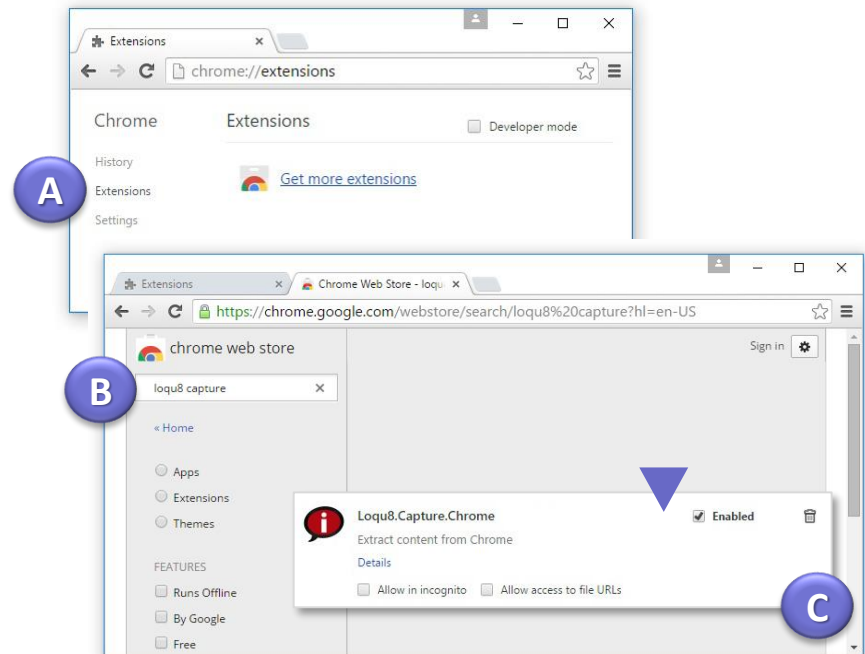 Extensions
chrome://extensions
Chrome
Extensions
Developer mode
History
A
Extensions
Get more extensions
Settings
Extensions
Chrome Web Store - loqu
https://chrome.google.com/webstore/search/loqu8%20capture?hl=en-US
chrome web store
Sign in
B
loqu8 capture
« Home
Apps
Extensions
Themes
Loqu8.Capture.Chrome
Enabled
Extract content from Chrome
Details
Allow in incognito
Allow access to file URLs
C
FEATURES
Runs Offline
By Google
Free